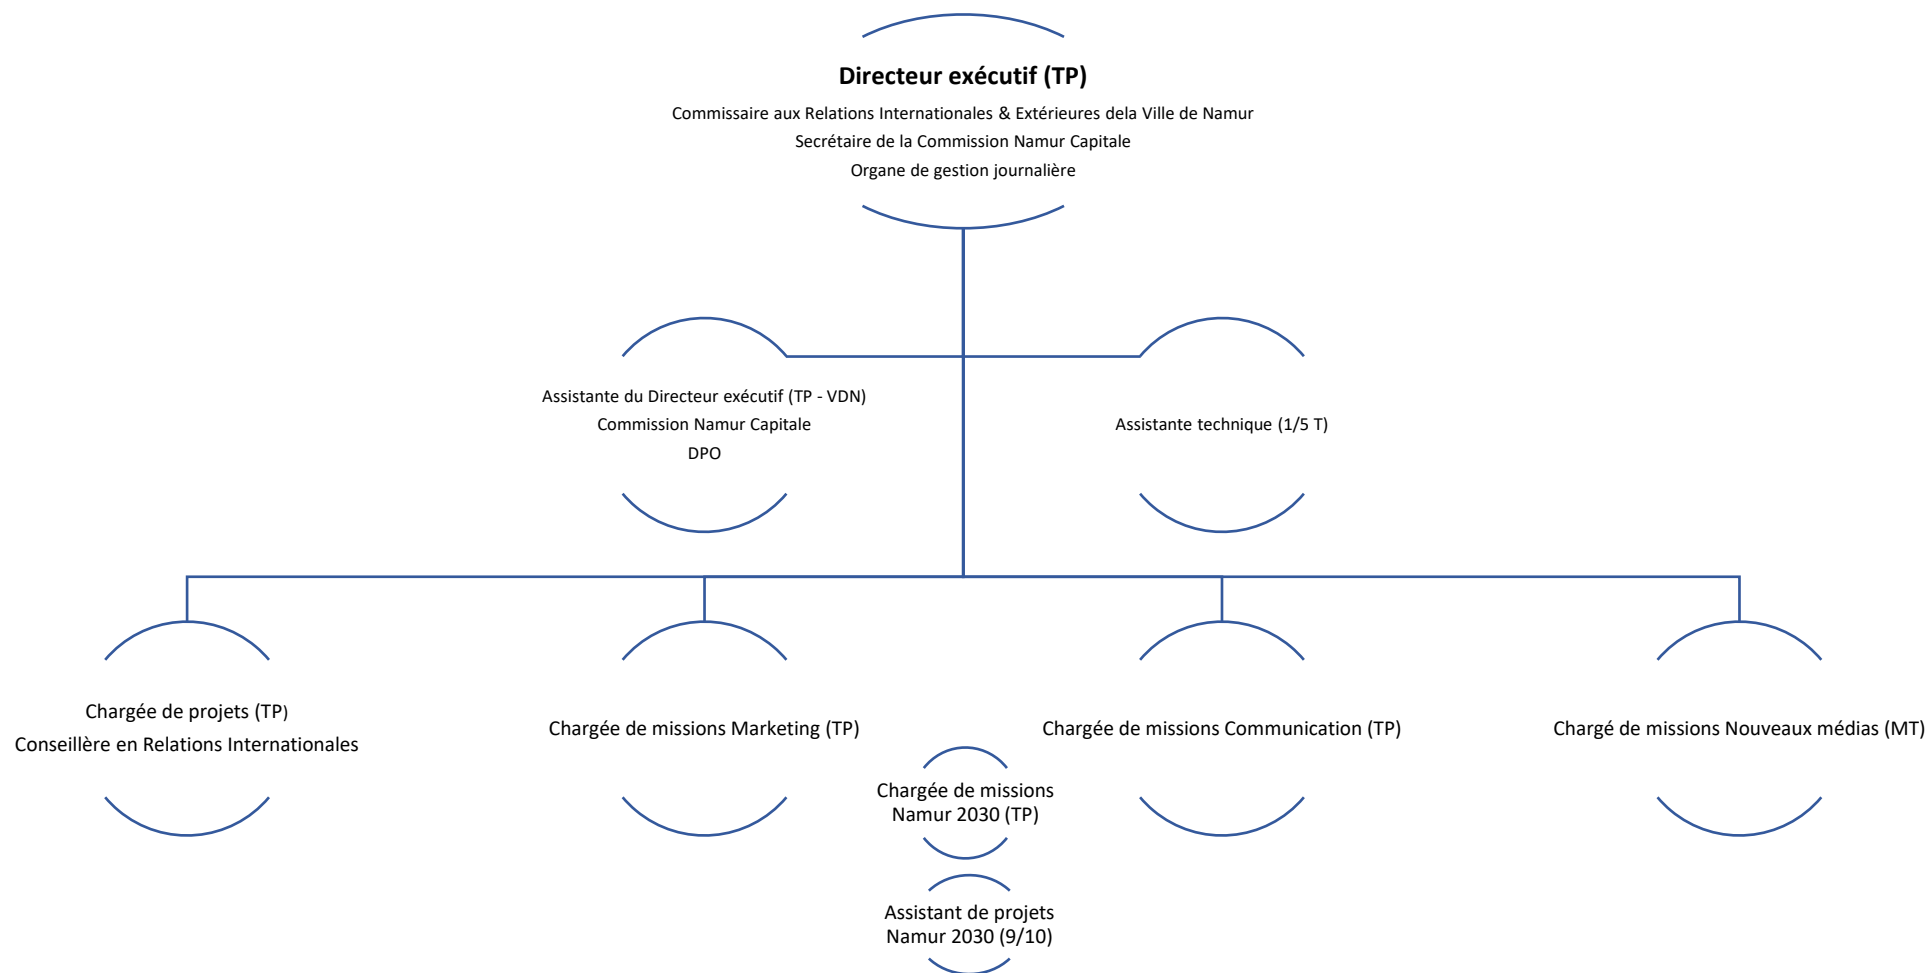 Directeur exécutif (TP)
Commissaire aux Relations Internationales & Extérieures dela Ville de Namur
Secrétaire de la Commission Namur Capitale
Organe de gestion journalière
Assistante du Directeur exécutif (TP - VDN)
Commission Namur Capitale
DPO
Assistante technique (1/5 T)
Chargée de projets (TP)
Conseillère en Relations Internationales
Chargée de missions Marketing (TP)
Chargée de missions Communication (TP)
Chargé de missions Nouveaux médias (MT)
Chargée de missions
Namur 2030 (TP)
Assistant de projets
Namur 2030 (9/10)